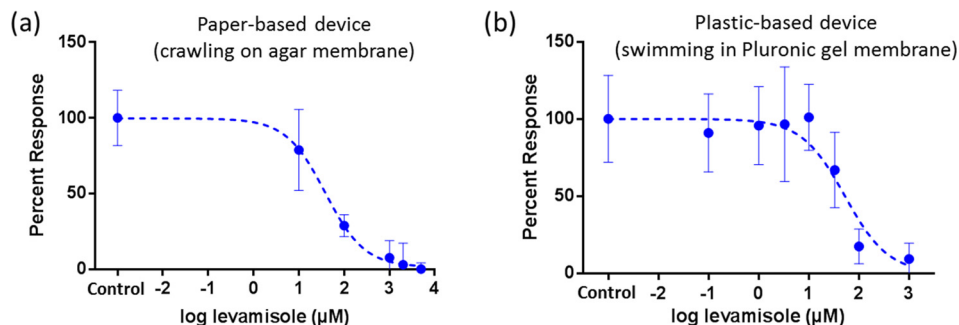 (a)
Paper-based device
(crawling on agar membrane)
150
100
50
0
Percent Response
Control -2 -1 0 1 2 3 4
log levamisole (µM)
(b)
Plastic-based device
(swimming in Pluronic gel membrane)
150
100
50
0
Percent Response
Control -2 -1 0 1 2 3
log levamisole (µM)